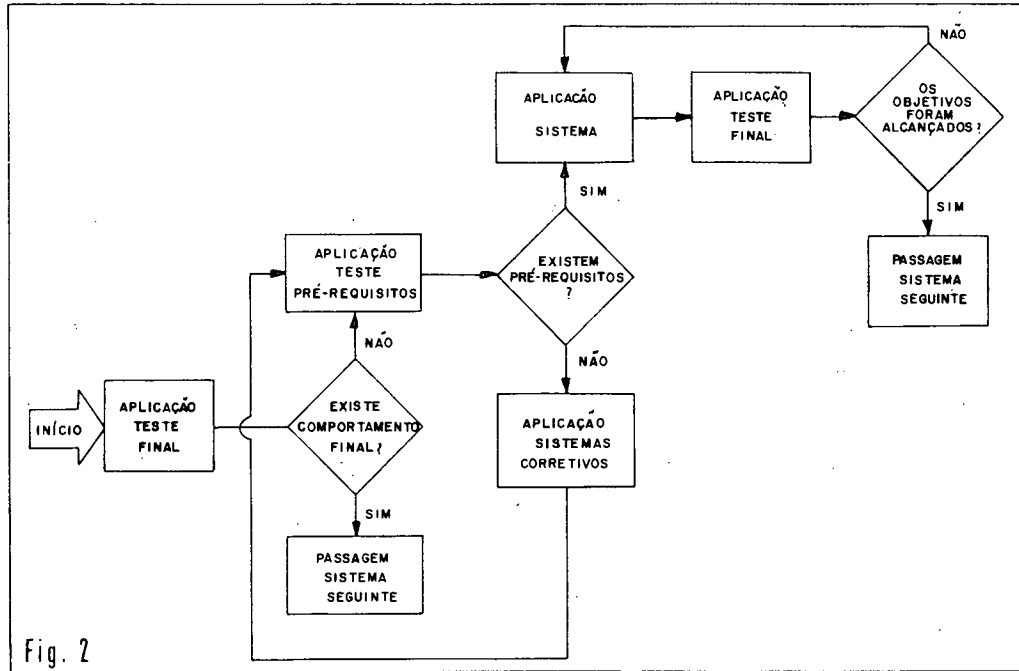 NÃO
APLICAÇÃO
SISTEMA
APLICAÇÃO
TESTE
FINAL
OS
OBJETIVOS
FORAM
ALCANÇADOS?
SIM
SIM
APLICAÇÃO
TESTE
PRÉ-REQUISITOS
EXISTEM
PRÉ-REQUISITOS
?
PASSAGEM
SISTEMA
SEGUINTE
NÃO
NÃO
INÍCIO
APLICAÇÃO
TESTE
FINAL
EXISTE
COMPORTAMENTO
FINAL?
APLICAÇÃO
SISTEMAS
CORRETIVOS
SIM
PASSAGEM
SISTEMA
SEGUINTE
Fig. 2